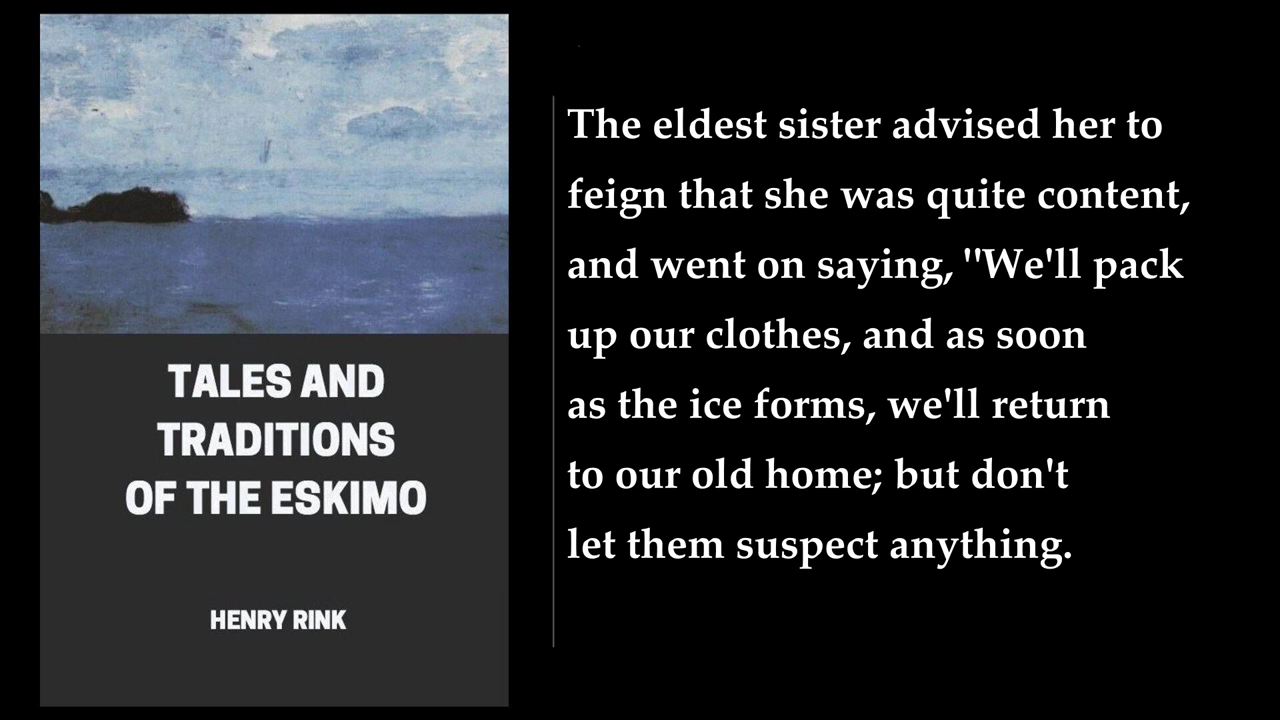 TALES AND
TRADITIONS
OF THE ESKIMO
HENRY RINK
The eldest sister advised her to
feign that she was quite content,
and went on saying, "We'll pack
up our clothes, and as soon
as the ice forms, we'll return
to our old home; but don't
let them suspect anything.